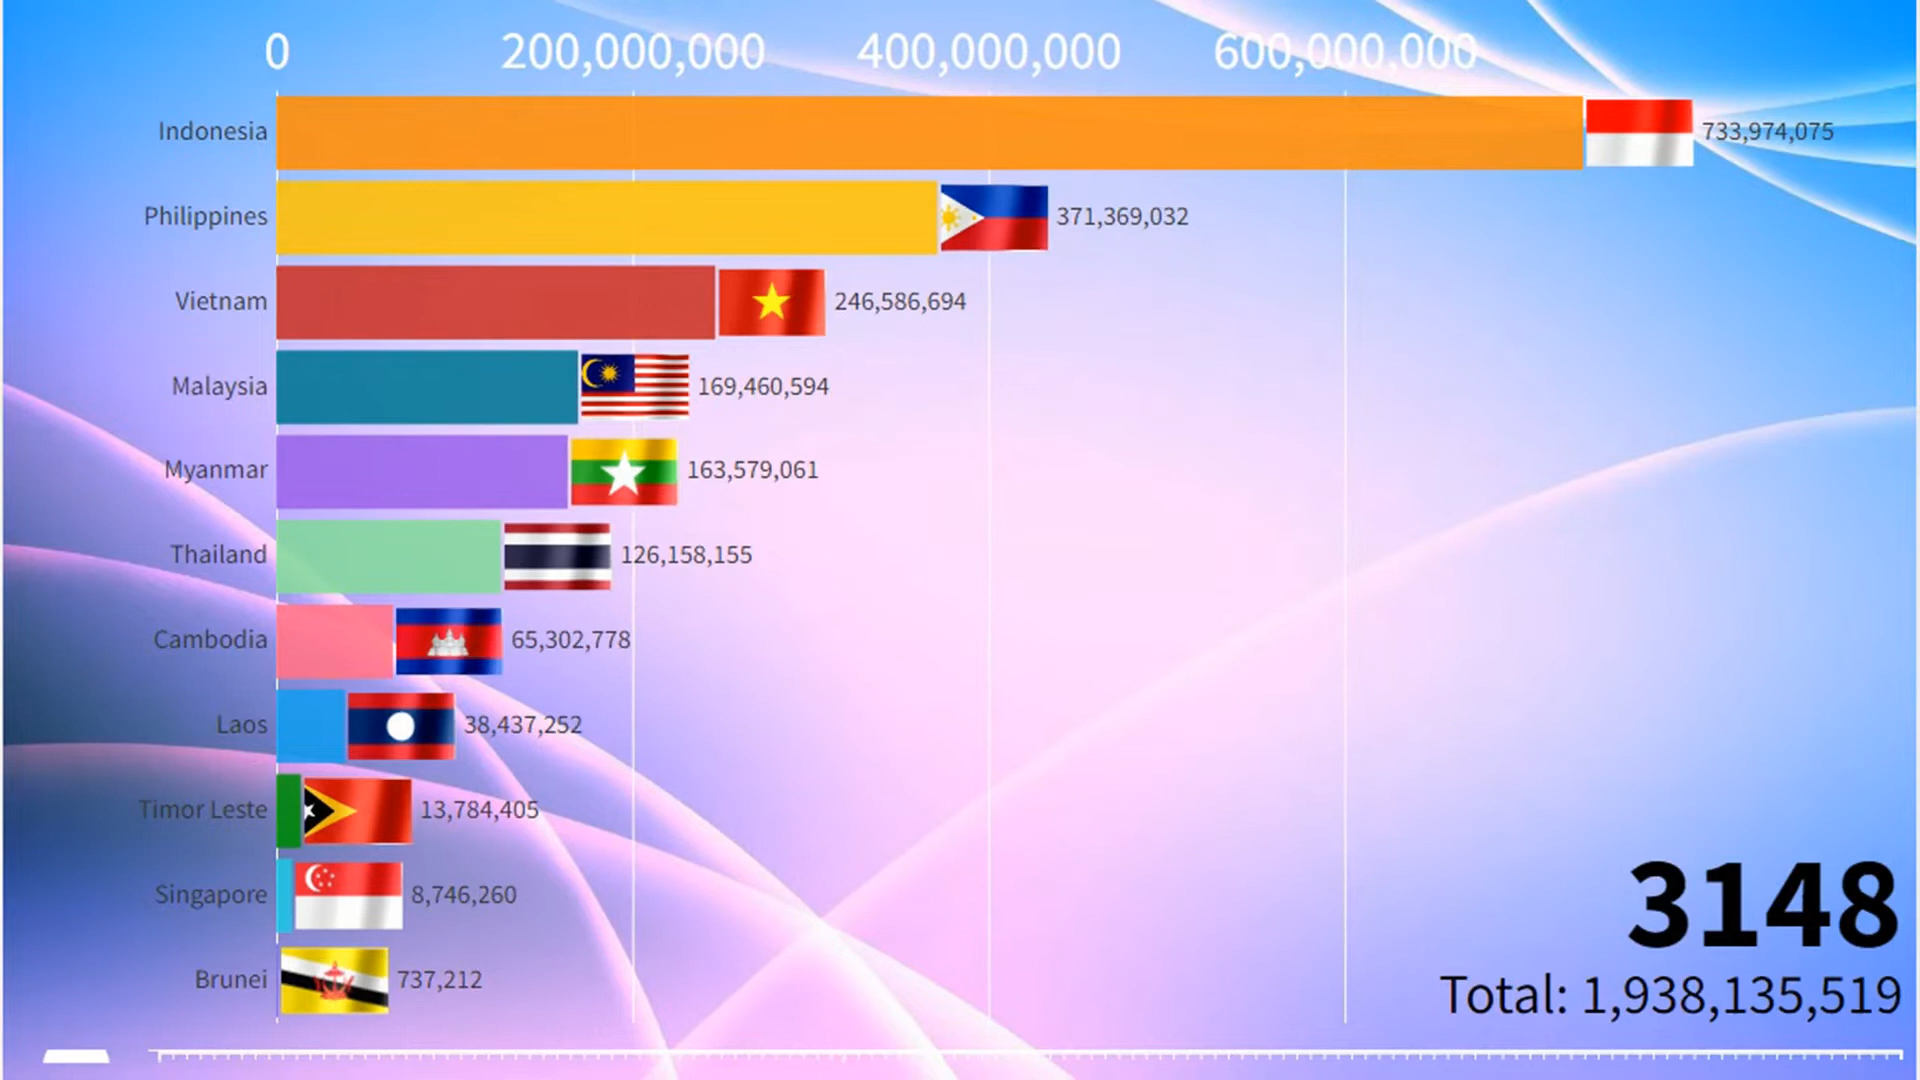 0 200,000,000 400,000,000 600,000,000
Indonesia 733,974,075
Philippines 371,369,032
Vietnam 246,586,694
Malaysia 169,460,594
Myanmar 163,579,061
Thailand 126,158,155
Cambodia 65,302,778
Laos 38,437,252
Timor Leste 13,784,405
Singapore 8,746,260
Brunei 737,212
3148
Total: 1,938,135,519